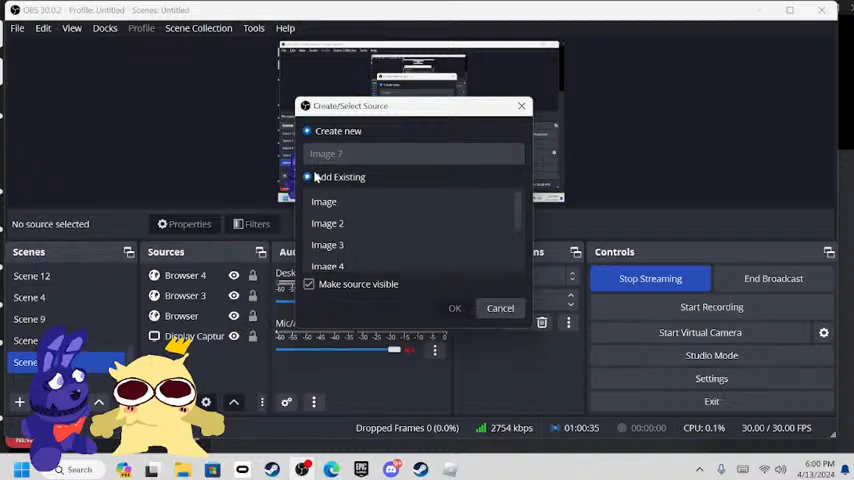 OBS 30.0.2 - Profile: Untitled - Scenes: Untitled
File Edit View Docks Profile Scene Collection Tools Help
Create/Select Source
Create new
Image 7
Add Existing
Image
Image 2
Image 3
Image 4
Make source visible
OK Cancel
No source selected
Properties
Filters
Scenes
Scene 12
Scene 4
Scene 9
Scene
Scene
Sources
Browser 4
Browser 3
Browser
Display Captur
Desk
Mic/A
Controls
Stop Streaming End Broadcast
Start Recording
Start Virtual Camera
Studio Mode
Settings
Exit
Dropped Frames 0 (0.0%) 2754 kbps 01:00:35 00:00:00 CPU: 0.1% 30.00 / 30.00 FPS
Search
6:00 PM
4/13/2024